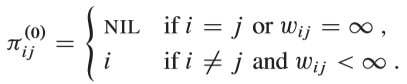 π_{ij}^{(0)} = { NIL if i = j or w_{ij} = ∞ ,
i if i ≠ j and w_{ij} < ∞ .